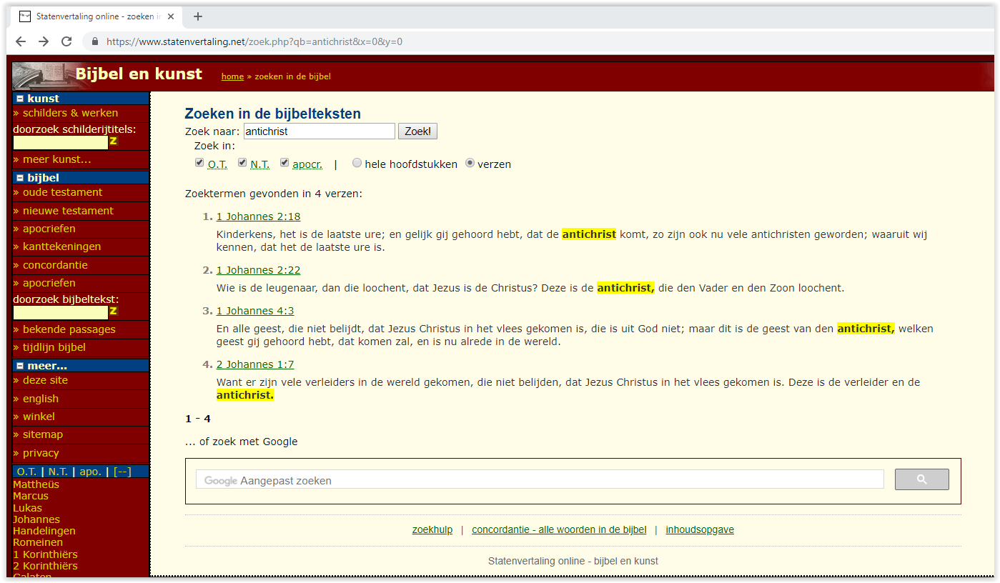 Statenvertaling online - zoeken in
https://www.statenvertaling.net/zoek.php?qb=antichrist&x=0&y=0
Bijbel en kunst
home » zoeken in de bijbel
kunst
» schilders & werken
doorzoek schilderijtitels:
z
» meer kunst...
bijbel
» oude testament
» nieuwe testament
» apocriefen
» kanttekeningen
» concordantie
» apocriefen
doorzoek bijbeltekst:
z
» bekende passages
» tijdlijn bijbel
meer...
» deze site
» english
» winkel
» sitemap
» privacy
O.T. | N.T. | apo. | [--]
Mattheüs
Marcus
Lukas
Johannes
Handelingen
Romeinen
1 Korinthiërs
2 Korinthiërs
Galaten
Zoeken in de bijbelteksten
Zoek naar: antichrist Zoek!
Zoek in:
O.T. N.T. apocr. | hele hoofdstukken verzen
Zoektermen gevonden in 4 verzen:
1. 1 Johannes 2:18
Kinderkens, het is de laatste ure; en gelijk gij gehoord hebt, dat de antichrist komt, zo zijn ook nu vele antichristen geworden; waaruit wij
kennen, dat het de laatste ure is.
2. 1 Johannes 2:22
Wie is de leugenaar, dan die loochent, dat Jezus is de Christus? Deze is de antichrist, die den Vader en den Zoon loochent.
3. 1 Johannes 4:3
En alle geest, die niet belijdt, dat Jezus Christus in het vlees gekomen is, die is uit God niet; maar dit is de geest van den antichrist, welken
geest gij gehoord hebt, dat komen zal, en is nu alrede in de wereld.
4. 2 Johannes 1:7
Want er zijn vele verleiders in de wereld gekomen, die niet belijden, dat Jezus Christus in het vlees gekomen is. Deze is de verleider en de
antichrist.
1 - 4
... of zoek met Google
Google Aangepast zoeken
zoekhulp | concordantie - alle woorden in de bijbel | inhoudsopgave
Statenvertaling online - bijbel en kunst